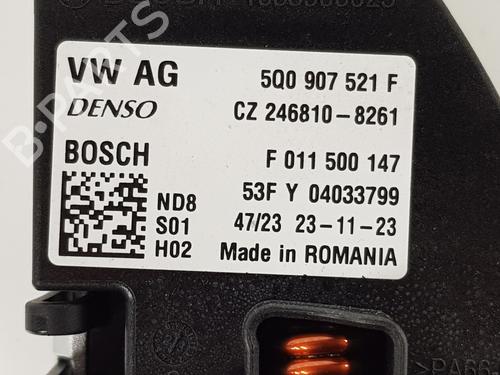 VW AG 5Q0 907 521 F
DENSO CZ 246810-8261
BOSCH F 011 500 147
ND8 53F Y 04033799
S01 47/23 23-11-23
H02 Made in ROMANIA
B-PARTS
>PA66-